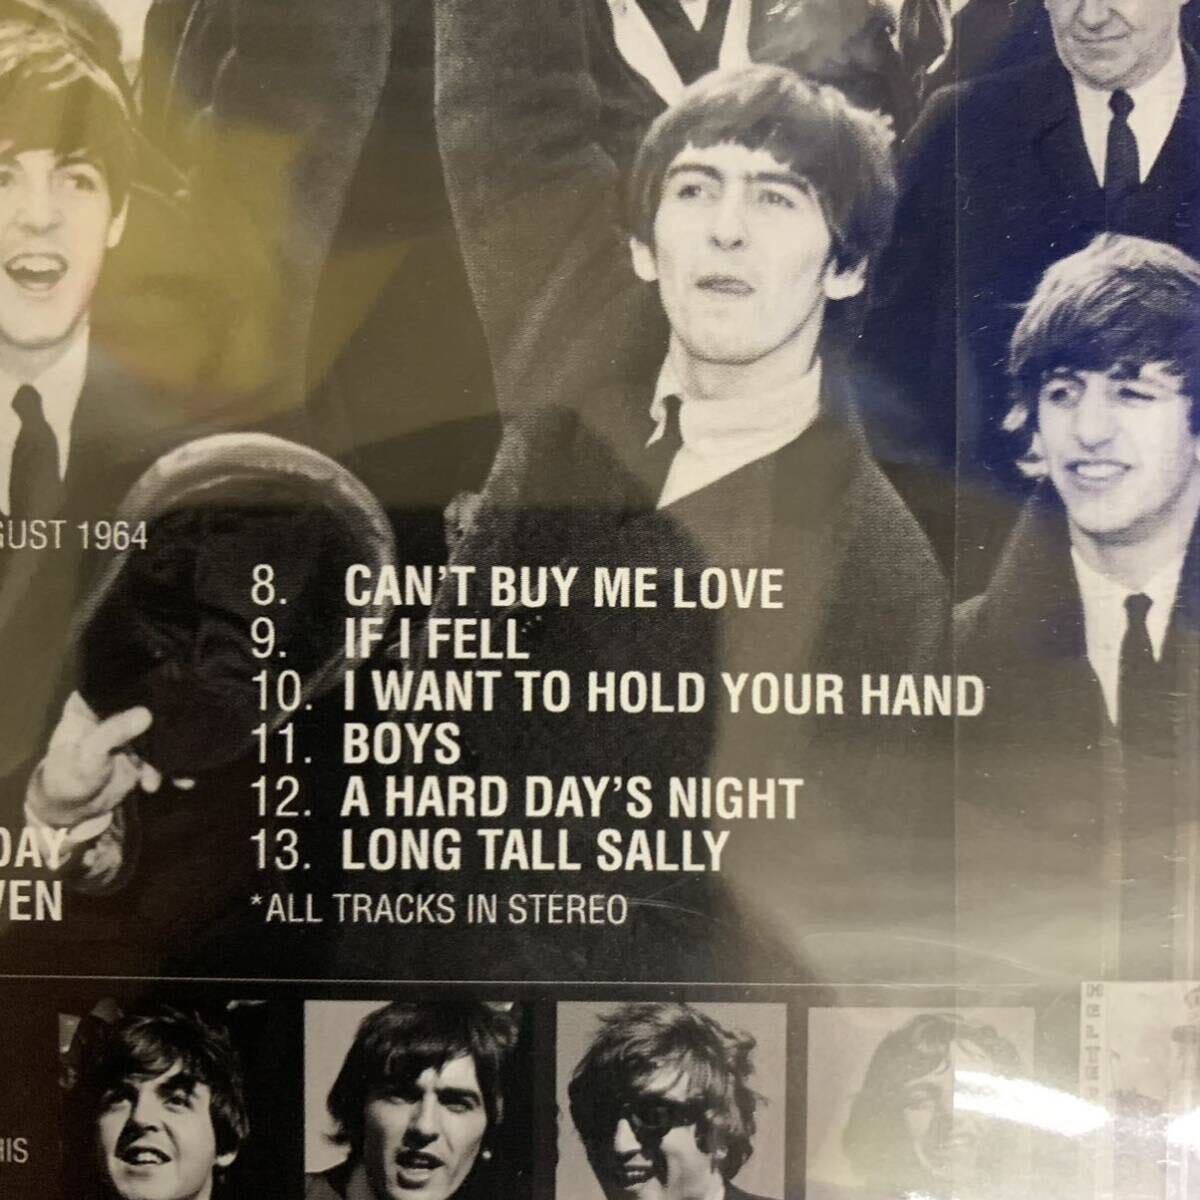 GUST 1964
8. CAN'T BUY ME LOVE
9. IF I FELL
10. I WANT TO HOLD YOUR HAND
11. BOYS
12. A HARD DAY'S NIGHT
13. LONG TALL SALLY
*ALL TRACKS IN STEREO
DAY
VEN
HIS